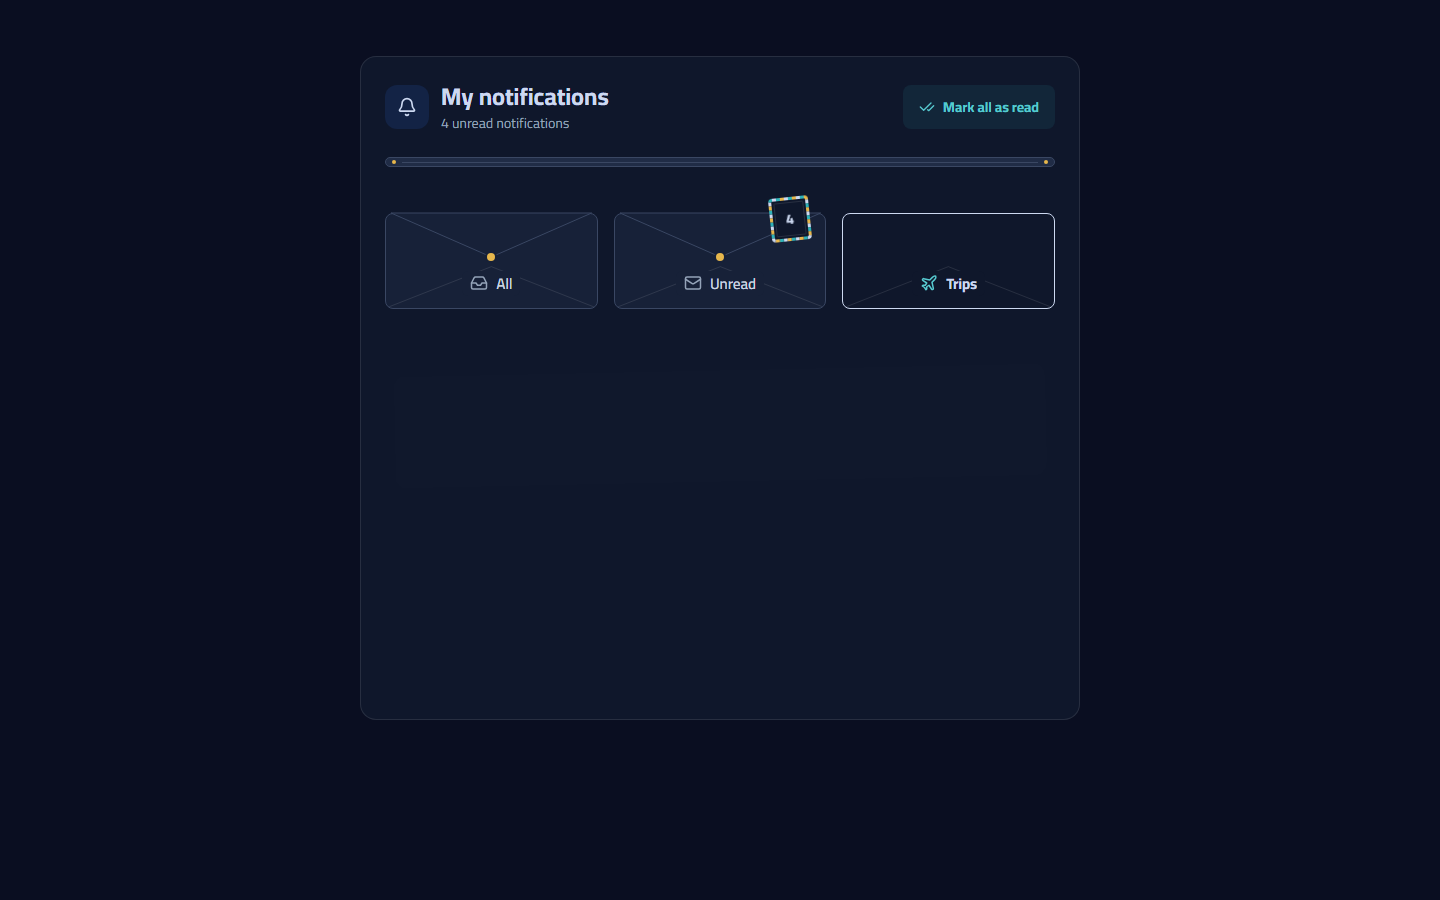 My notifications
4 unread notifications
Mark all as read
4
All
Unread
Trips